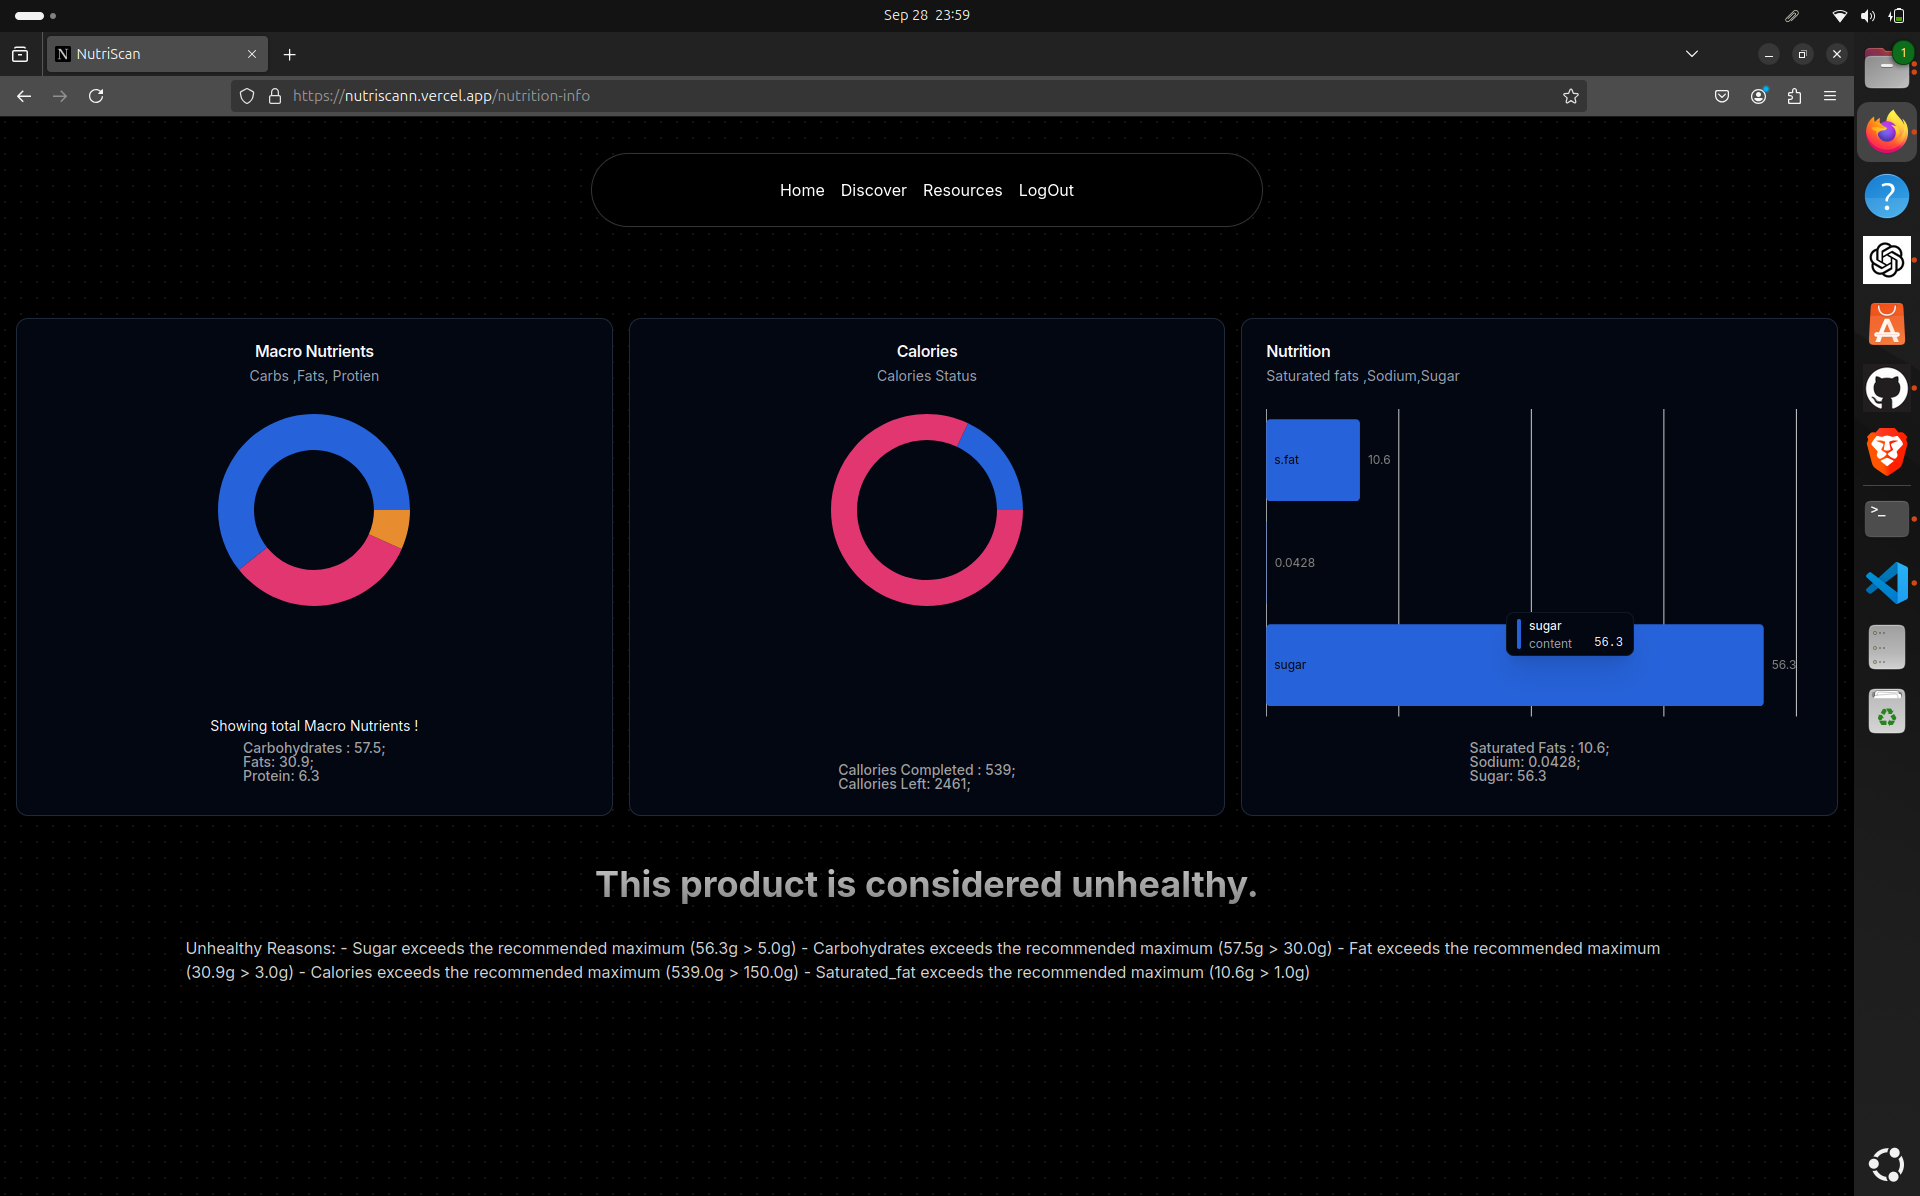 Sep 28 23:59
N NutriScan
https://nutriscann.vercel.app/nutrition-info
1
Home Discover Resources LogOut
Macro Nutrients
Carbs ,Fats, Protien
Showing total Macro Nutrients !
Carbohydrates : 57.5;
Fats: 30.9;
Protein: 6.3
Calories
Calories Status
Callories Completed : 539;
Callories Left: 2461;
Nutrition
Saturated fats ,Sodium,Sugar
s.fat 10.6
0.0428
sugar
content 56.3
sugar 56.3
Saturated Fats : 10.6;
Sodium: 0.0428;
Sugar: 56.3
This product is considered unhealthy.
Unhealthy Reasons: - Sugar exceeds the recommended maximum (56.3g > 5.0g) - Carbohydrates exceeds the recommended maximum (57.5g > 30.0g) - Fat exceeds the recommended maximum
(30.9g > 3.0g) - Calories exceeds the recommended maximum (539.0g > 150.0g) - Saturated_fat exceeds the recommended maximum (10.6g > 1.0g)